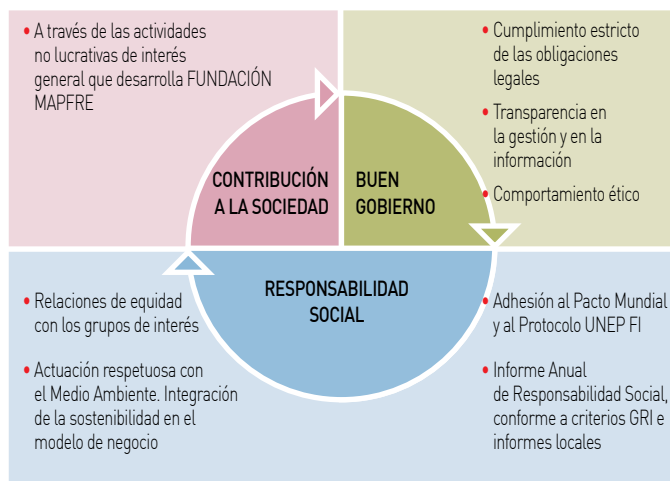 • A través de las actividades
no lucrativas de interés
general que desarrolla FUNDACIÓN
MAPFRE
• Cumplimiento estricto
de las obligaciones
legales
• Transparencia en
la gestión y en la
información
• Comportamiento ético
CONTRIBUCIÓN
A LA SOCIEDAD
BUEN
GOBIERNO
RESPONSABILIDAD
SOCIAL
• Relaciones de equidad
con los grupos de interés
• Actuación respetuosa con
el Medio Ambiente. Integración
de la sostenibilidad en el
modelo de negocio
• Adhesión al Pacto Mundial
y al Protocolo UNEP FI
• Informe Anual
de Responsabilidad Social,
conforme a criterios GRI e
informes locales